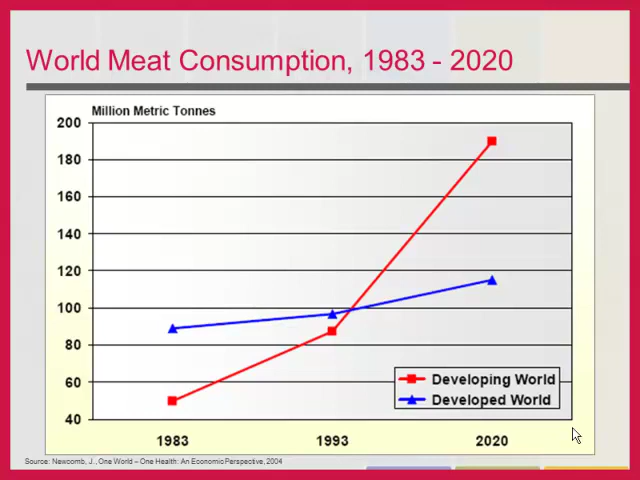 World Meat Consumption, 1983 - 2020
Million Metric Tonnes
200
180
160
140
120
100
80
60
40
Developing World
Developed World
1983 1993 2020
Source: Newcomb, J., One World – One Health: An Economic Perspective, 2004